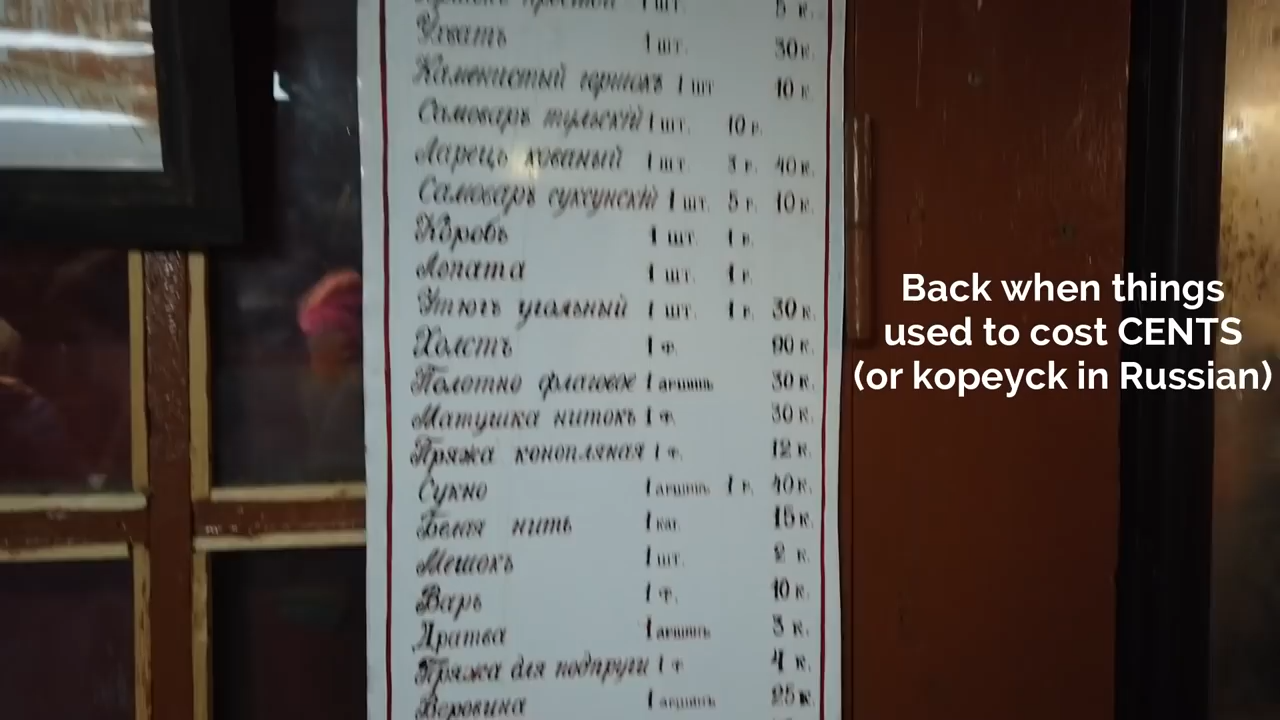 5 к.
Ухватъ 1 шт. 30 к.
Каменистый горшокъ 1 шт 10 к
Самоваръ тульскій 1 шт. 10 р.
Ларецъ кованый 1 шт. 3 г. 40 к.
Самоваръ суксунскій 1 шт. 5 г. 10 к.
Коробъ 1 шт. 1 г.
Лопата 1 шт. 1 г.
Утюгъ угольный 1 шт. 1 г. 30 к.
Холстъ 1 ф. 90 к.
Полотно флаговое 1 аршинъ 30 к.
Матушка нитокъ 1 ф. 30 к.
Пряжа конопляная 1 ф. 12 к.
Сукно 1 аршинъ 1 г. 40 к.
Белая нить 1 кат. 15 к.
Мешокъ 1 шт. 2 к.
Варъ 1 ф. 10 к.
Дратва 1 аршинъ 3 к.
Пряжа для подпруги 1 ф 4 к.
Веровина 1 аршинъ 25 к.
Back when things
used to cost CENTS
(or kopeyck in Russian)